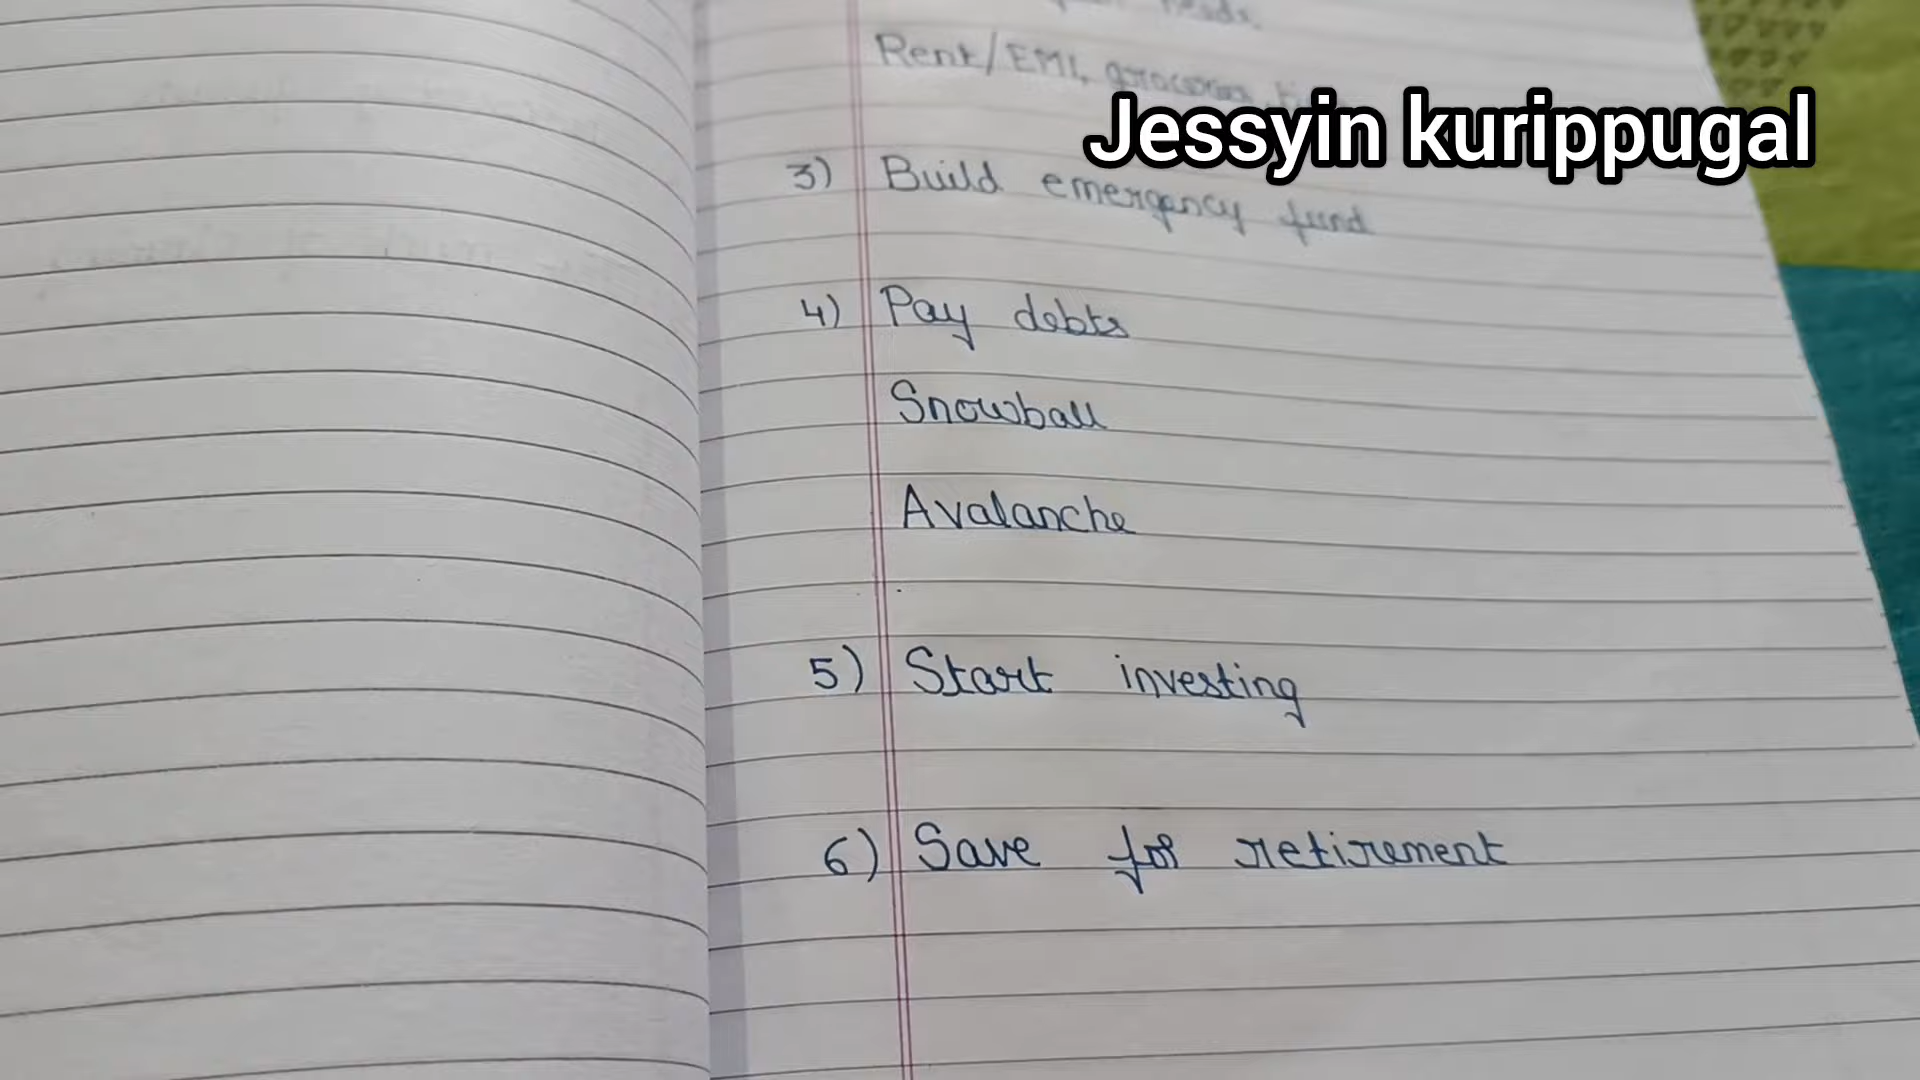 Rent/EMI, groceries,
Jessyin kurippugal
3) Build emergency fund
4) Pay debts
Snowball
Avalanche
5) Start investing
6) Save for retirement